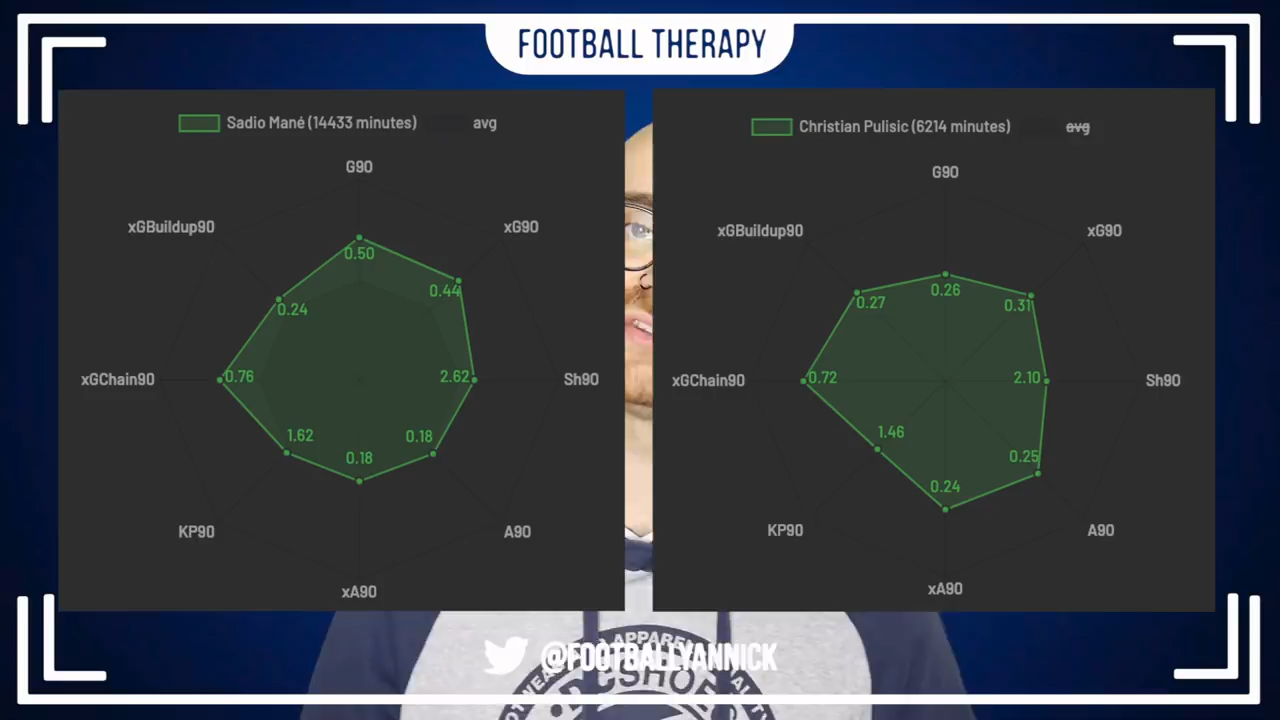 FOOTBALL THERAPY
Sadio Mané (14433 minutes) avg
G90
xG90
Sh90
A90
xA90
KP90
xGChain90
xGBuildup90
0.50
0.44
2.62
0.18
0.18
1.62
0.76
0.24
Christian Pulisic (6214 minutes) avg
G90
xG90
Sh90
A90
xA90
KP90
xGChain90
xGBuildup90
0.26
0.31
2.10
0.25
0.24
1.46
0.72
0.27
@FOOTBALLYANNICK
APPAREL